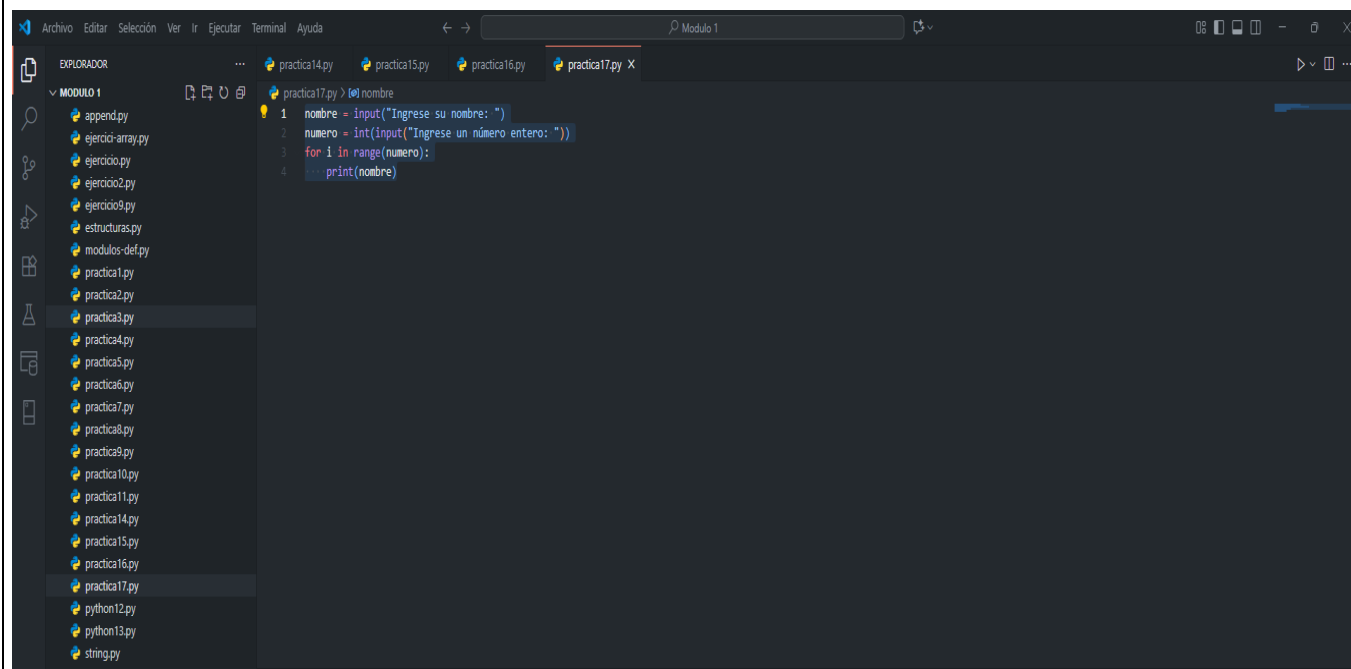 Archivo Editar Selección Ver Ir Ejecutar Terminal Ayuda
Modulo 1
EXPLORADOR
practica14.py
practica15.py
practica16.py
practica17.py
MODULO 1
practica17.py > nombre
append.py
ejercici-array.py
ejercicio.py
ejercicio2.py
ejercicio9.py
estructuras.py
modulos-def.py
practica1.py
practica2.py
practica3.py
practica4.py
practica5.py
practica6.py
practica7.py
practica8.py
practica9.py
practica10.py
practica11.py
practica14.py
practica15.py
practica16.py
practica17.py
python12.py
python13.py
string.py
1 nombre = input("Ingrese su nombre: ")
2 numero = int(input("Ingrese un número entero: "))
3 for i in range(numero):
4 print(nombre)